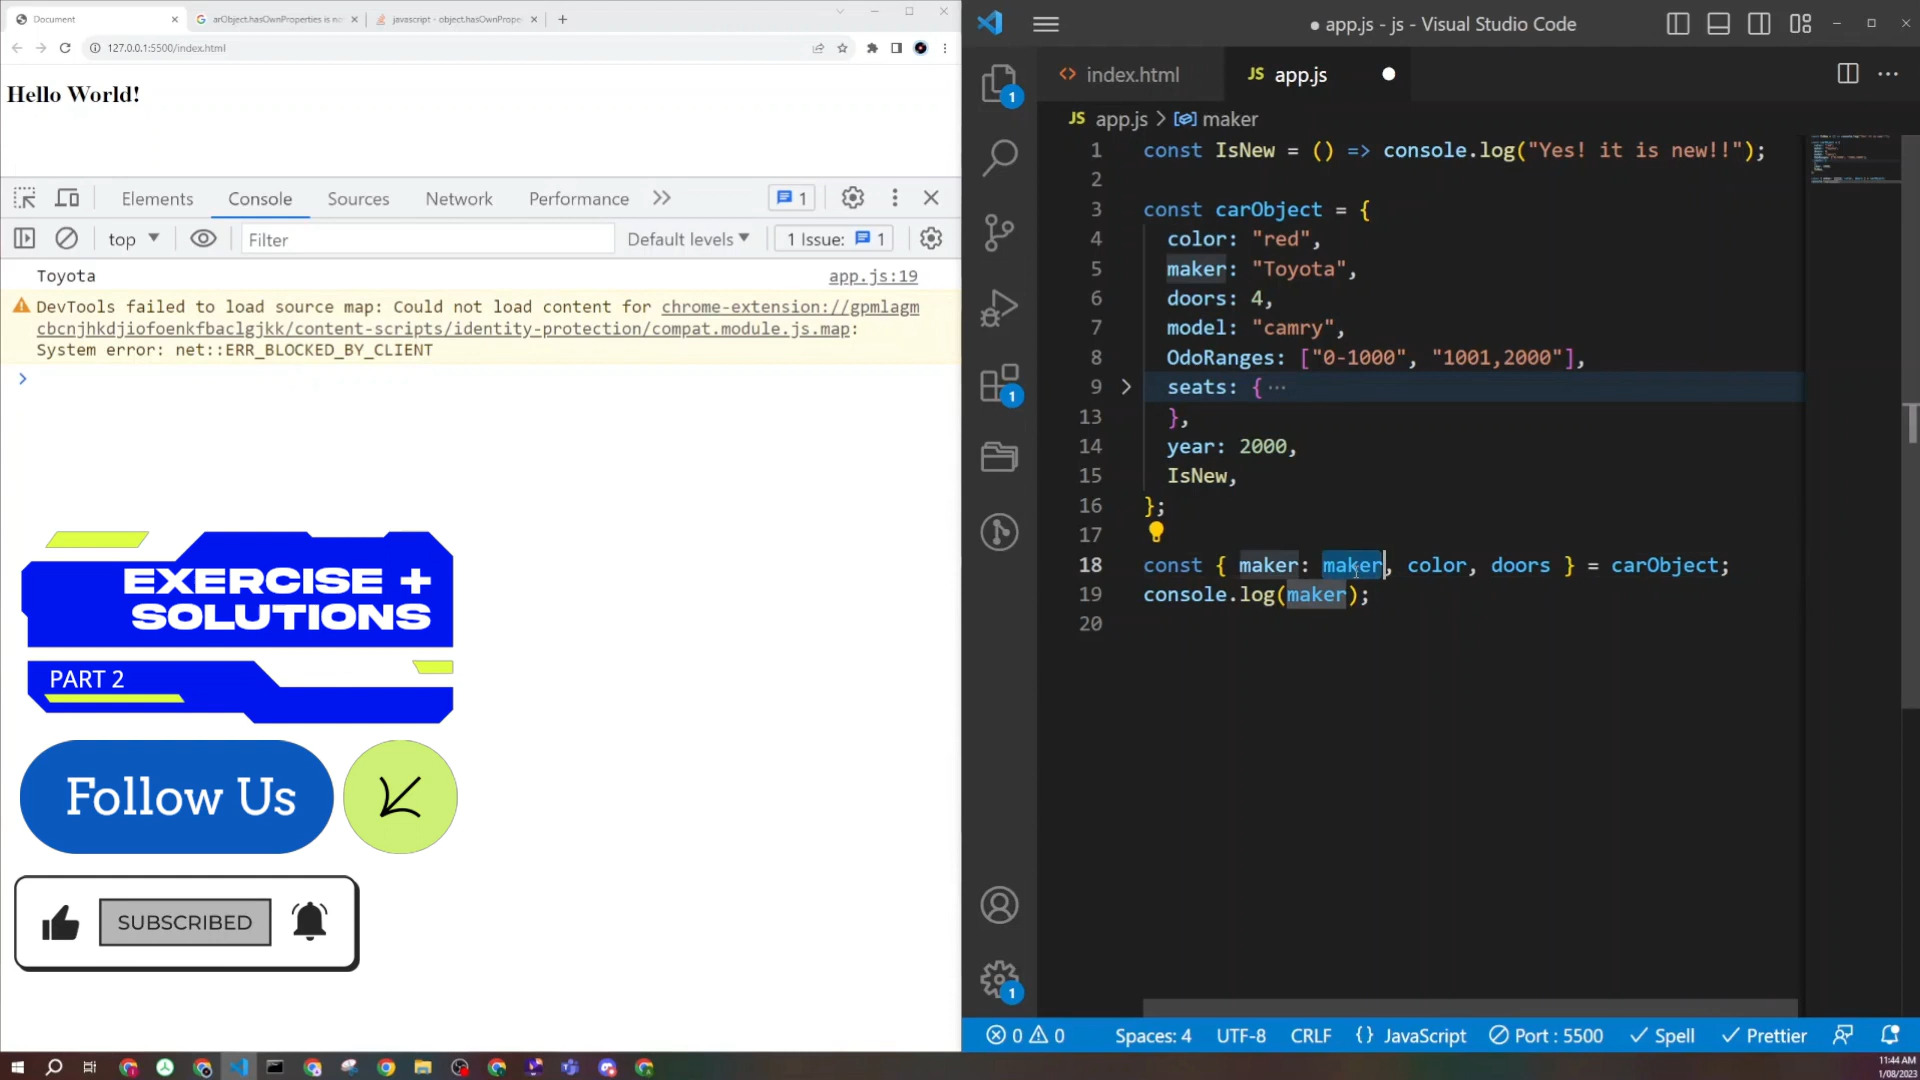 Document
arObject.hasOwnProperties is no
javascript - object.hasOwnPrope
127.0.0.1:5500/index.html
Hello World!
Elements Console Sources Network Performance 1
top Filter Default levels 1 Issue: 1
Toyota app.js:19
DevTools failed to load source map: Could not load content for chrome-extension://gpmlagm
cbcnjhkdjiofoenkfbaclgjkk/content-scripts/identity-protection/compat.module.js.map:
System error: net::ERR_BLOCKED_BY_CLIENT
EXERCISE +
SOLUTIONS
PART 2
Follow Us
SUBSCRIBED
app.js - js - Visual Studio Code
index.html
JS app.js
JS app.js > maker
1 const IsNew = () => console.log("Yes! it is new!!");
2
3 const carObject = {
4 color: "red",
5 maker: "Toyota",
6 doors: 4,
7 model: "camry",
8 OdoRanges: ["0-1000", "1001,2000"],
9 seats: { ···
13 },
14 year: 2000,
15 IsNew,
16 };
17
18 const { maker: maker, color, doors } = carObject;
19 console.log(maker);
20
1
1
1
0 0 Spaces: 4 UTF-8 CRLF {} JavaScript Port : 5500 Spell Prettier
11:44 AM
1/08/2023